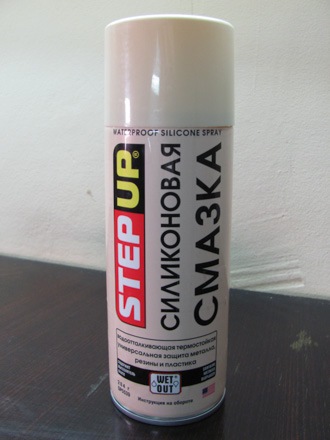 WATERPROOF SILICONE SPRAY
STEP UP®
СИЛИКОНОВАЯ
СМАЗКА
водоотталкивающая термостойкая
универсальная защита металла,
резины и пластика
WET
OUT
Инструкция на обороте